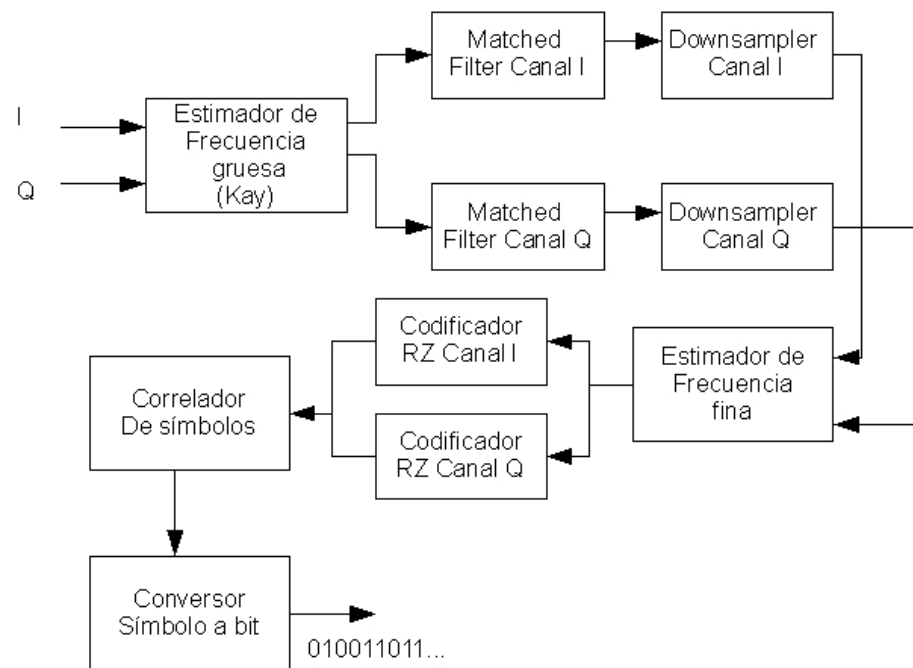 I
Q
Estimador de
Frecuencia
gruesa
(Kay)
Matched
Filter Canal I
Downsampler
Canal I
Matched
Filter Canal Q
Downsampler
Canal Q
Estimador de
Frecuencia
fina
Codificador
RZ Canal I
Codificador
RZ Canal Q
Correlador
De símbolos
Conversor
Símbolo a bit
010011011...